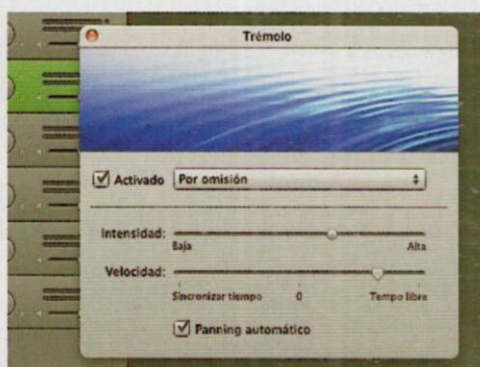 Trémolo
Activado
Por omisión
Intensidad:
Baja
Alta
Velocidad:
Sincronizar tiempo
0
Tempo libre
Panning automático